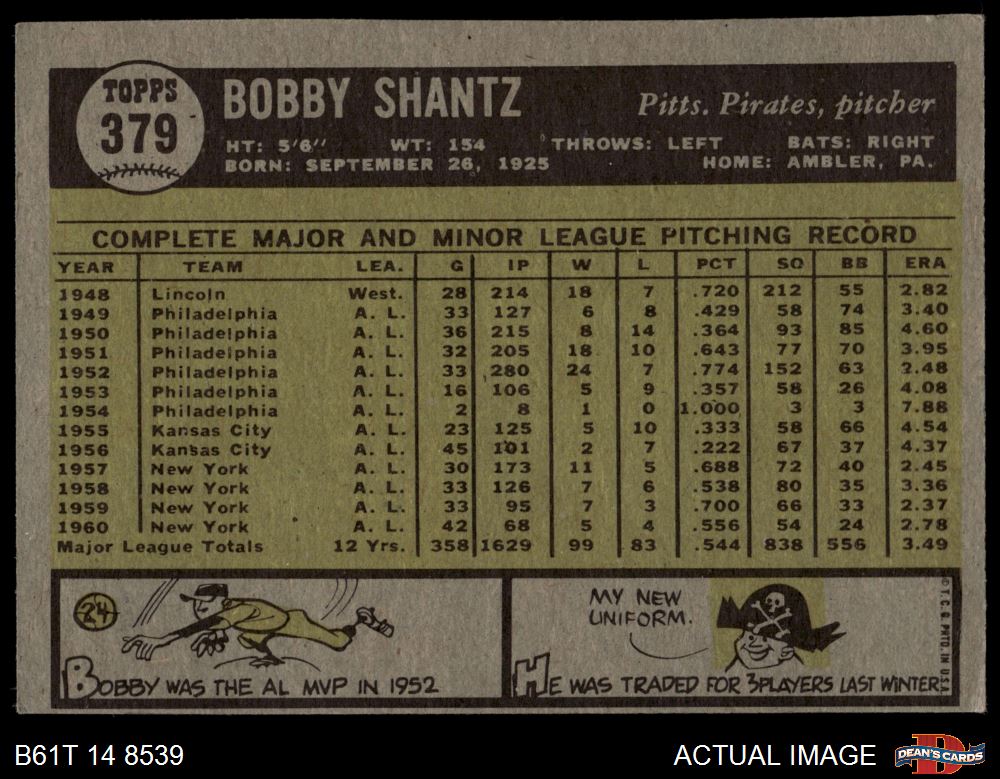 TOPPS
379
BOBBY SHANTZ
Pitts. Pirates, pitcher
HT: 5'6" WT: 154 THROWS: LEFT BATS: RIGHT
BORN: SEPTEMBER 26, 1925 HOME: AMBLER, PA.
COMPLETE MAJOR AND MINOR LEAGUE PITCHING RECORD
YEAR TEAM LEA. G IP W L PCT SO BB ERA
1948 Lincoln West. 28 214 18 7 .720 212 55 2.82
1949 Philadelphia A. L. 33 127 6 8 .429 58 74 3.40
1950 Philadelphia A. L. 36 215 8 14 .364 93 85 4.60
1951 Philadelphia A. L. 32 205 18 10 .643 77 70 3.95
1952 Philadelphia A. L. 33 280 24 7 .774 152 63 2.48
1953 Philadelphia A. L. 16 106 5 9 .357 58 26 4.08
1954 Philadelphia A. L. 2 8 1 0 1.000 3 3 7.88
1955 Kansas City A. L. 23 125 5 10 .333 58 66 4.54
1956 Kansas City A. L. 45 101 2 7 .222 67 37 4.37
1957 New York A. L. 30 173 11 5 .688 72 40 2.45
1958 New York A. L. 33 126 7 6 .538 80 35 3.36
1959 New York A. L. 33 95 7 3 .700 66 33 2.37
1960 New York A. L. 42 68 5 4 .556 54 24 2.78
Major League Totals 12 Yrs. 358 1629 99 83 .544 838 556 3.49
24
BOBBY WAS THE AL MVP IN 1952
MY NEW
UNIFORM.
HE WAS TRADED FOR 3 PLAYERS LAST WINTER.
© T. C. G. PRTD. IN U.S.A.
B61T 14 8539
ACTUAL IMAGE
DEAN'S CARDS